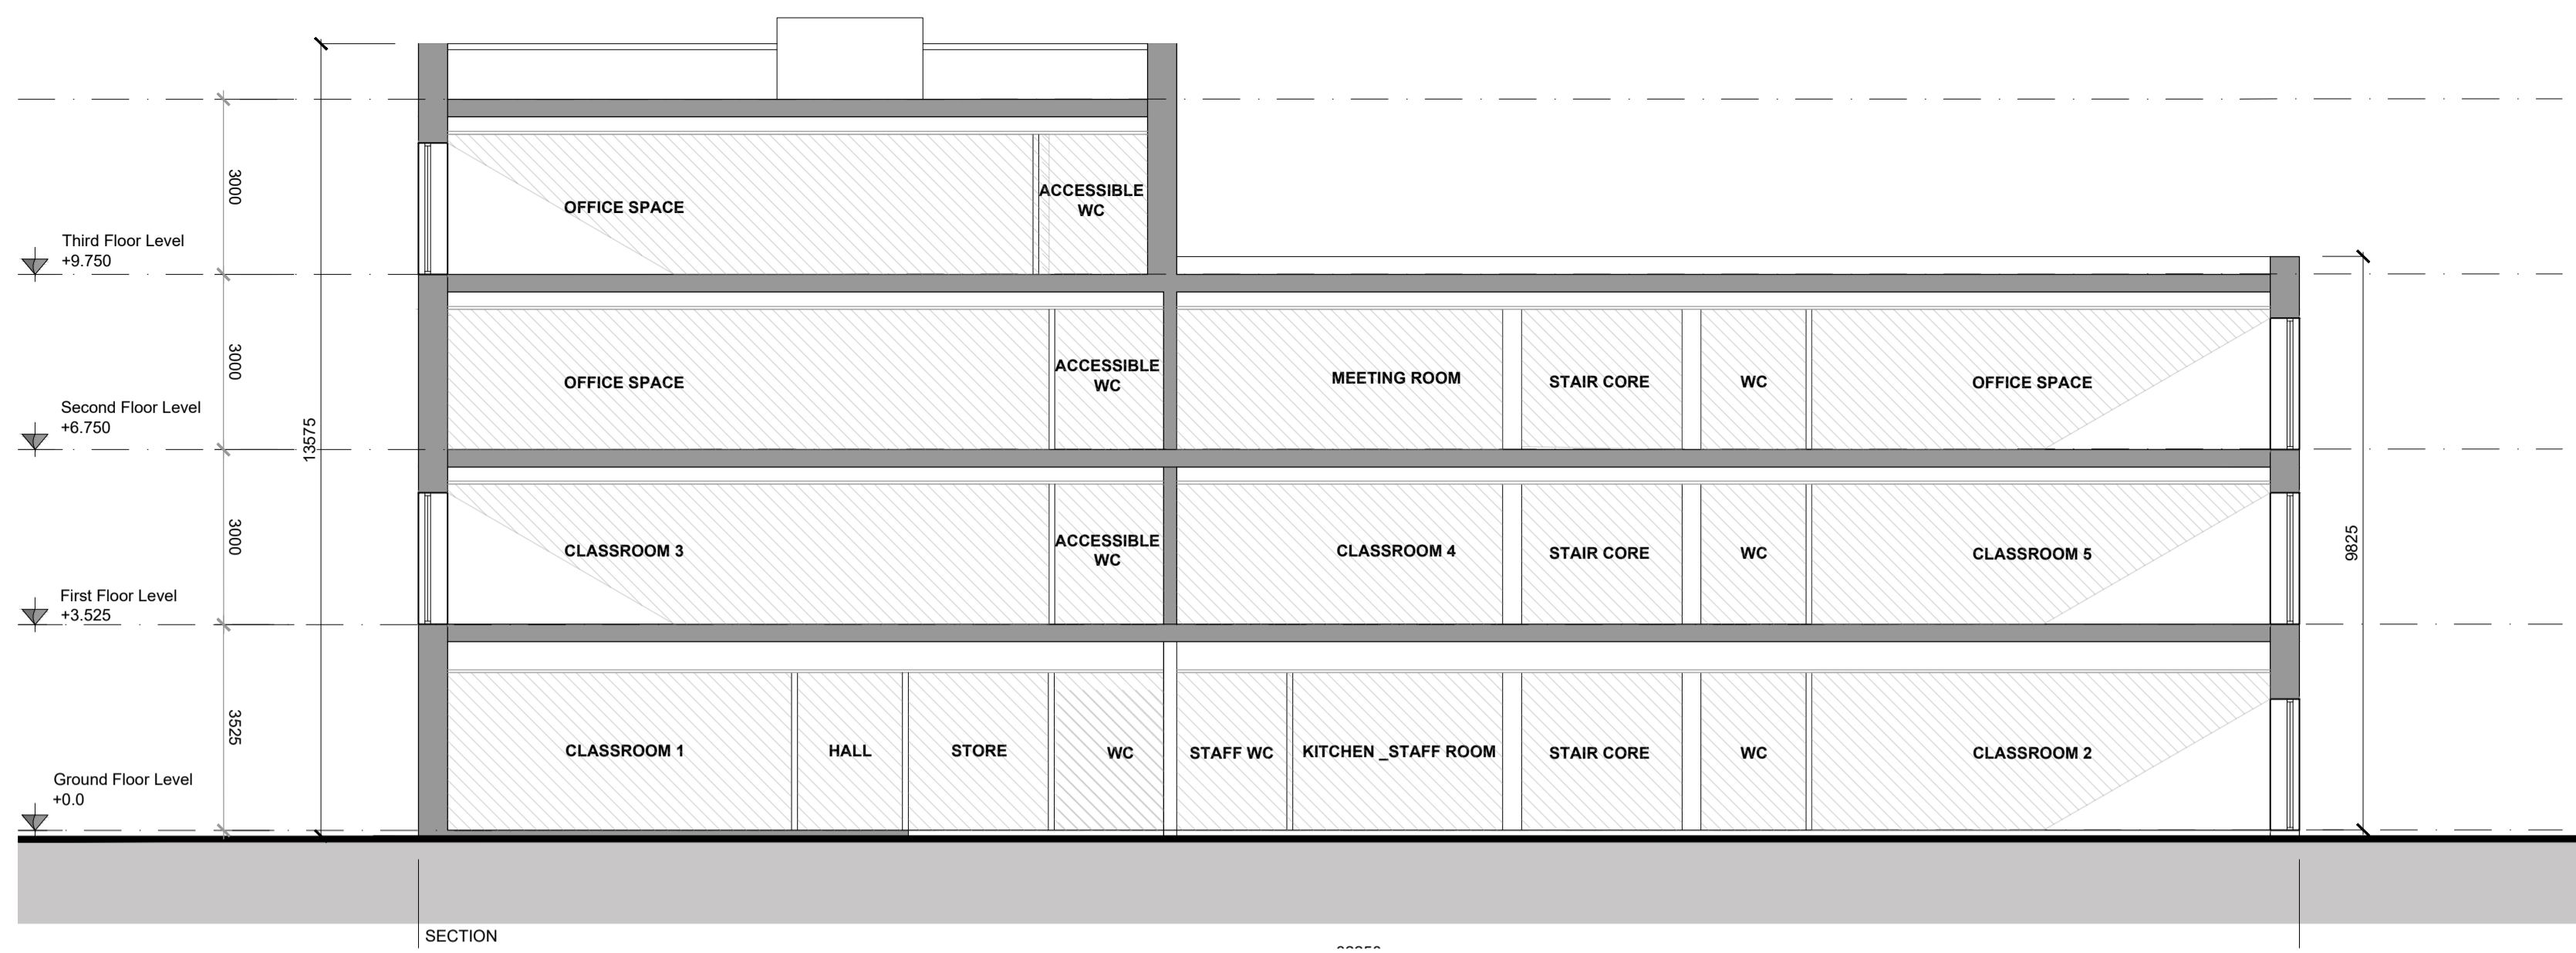 3000
OFFICE SPACE
ACCESSIBLE
WC
Third Floor Level
+9.750
3000
OFFICE SPACE
ACCESSIBLE
WC
MEETING ROOM
STAIR CORE
WC
OFFICE SPACE
Second Floor Level
+6.750
13575
3000
CLASSROOM 3
ACCESSIBLE
WC
CLASSROOM 4
STAIR CORE
WC
CLASSROOM 5
9825
First Floor Level
+3.525
3525
CLASSROOM 1
HALL
STORE
WC
STAFF WC
KITCHEN _STAFF ROOM
STAIR CORE
WC
CLASSROOM 2
Ground Floor Level
+0.0
SECTION